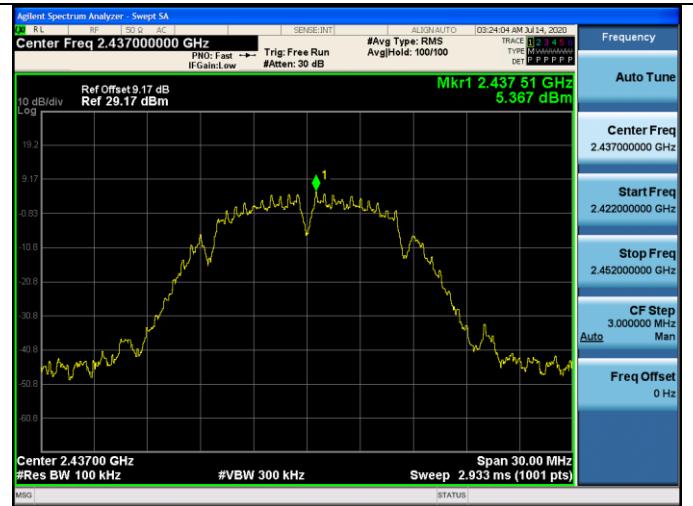 Agilent Spectrum Analyzer - Swept SA
RL RF 50 Ω AC SENSE:INT ALIGNAUTO 03:24:04 AM Jul 14, 2020
Center Freq 2.437000000 GHz
PNO: Fast
IFGain:Low
Trig: Free Run
#Atten: 30 dB
#Avg Type: RMS
Avg|Hold: 100/100
TRACE 1 2 3 4 5 6
TYPE M
DET P P P P P P
Mkr1 2.437 51 GHz
5.367 dBm
Ref Offset 9.17 dB
10 dB/div Ref 29.17 dBm
Log
19.2
9.17
-0.83
-10.8
-20.8
-30.8
-40.8
-50.8
-60.8
1
Center 2.43700 GHz Span 30.00 MHz
#Res BW 100 kHz #VBW 300 kHz Sweep 2.933 ms (1001 pts)
MSG STATUS
Frequency
Auto Tune
Center Freq
2.437000000 GHz
Start Freq
2.422000000 GHz
Stop Freq
2.452000000 GHz
CF Step
3.000000 MHz
Auto Man
Freq Offset
0 Hz